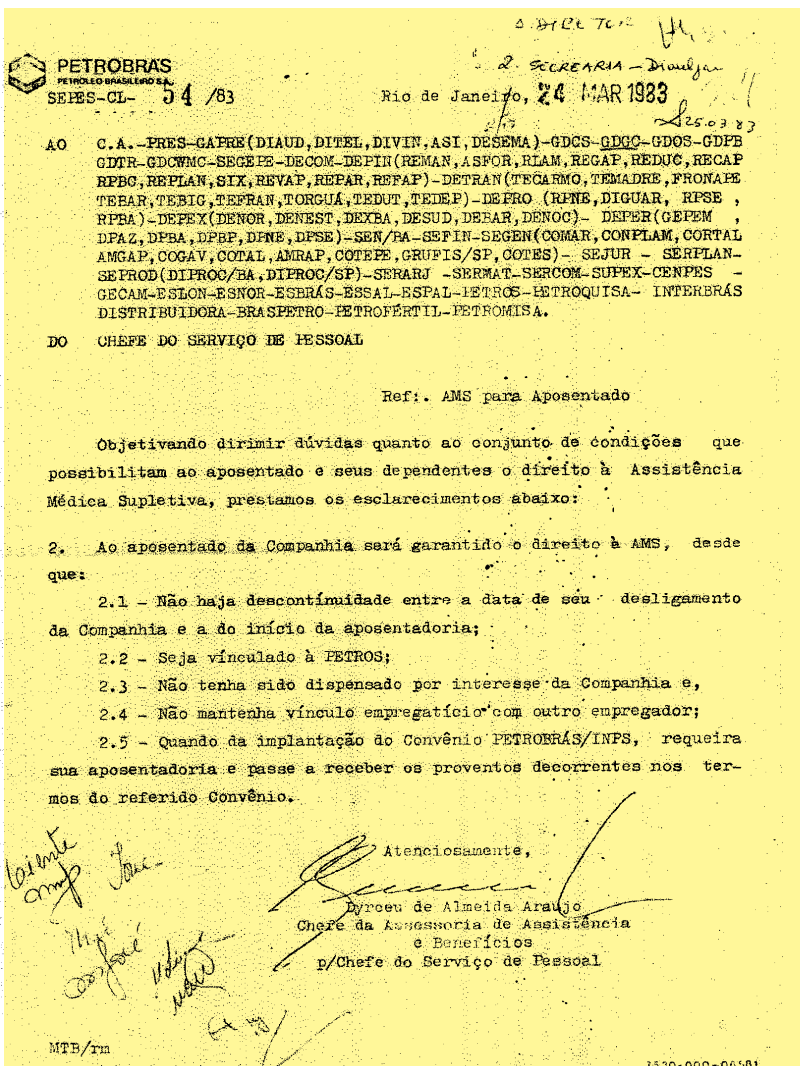 2. SECRETARIA - Divulgar
PETROBRÁS
PETRÓLEO BRASILEIRO S.A.
SEPES-CL- 54 /83
Rio de Janeiro, 24 MAR 1983
25.03.83
AO C.A.-PRES-GAPRE(DIAUD,DITEL,DIVIN,ASI,DESEMA)-GDCS-GDGC-GDOS-GDPB
GDTR-GDCWMC-SEGEPE-DECOM-DEPIN(REMAN,ASFOR,RLAM,REGAP,REDUC,RECAP
RPBC,REPLAN,SIX,REVAP,REPAR,REFAP)-DETRAN(TECARMO,TEMADRE,FRONAPE
TEBAR,TEBIG,TEFRAN,TORGUÁ,TEDUT,TEDEP)-DEPRO (RPNE,DIGUAR, RPSE ,
RPBA)-DEPEX(DENOR,DENEST,DEXBA,DESUD,DEBAR,DENOC)- DEPER(GEPEM ,
DPAZ,DPBA,DPBP,DPNE,DPSE)-SEN/BA-SEFIN-SEGEN(COMAR,CONPLAM,CORTAL
AMGAP,COGAV,COTAL,AMRAP,COTEPE,GRUFIS/SP,COTES)- SEJUR - SERPLAN-
SEPROD(DIPROC/BA,DIPROC/SP)-SERARJ -SERMAT-SERCOM-SUPEX-CENPES -
GECAM-ESLON-ESNOR-ESBRÁS-ESSAL-ESPAL-PETROS-PETROQUISA- INTERBRÁS
DISTRIBUIDORA-BRASPETRO-PETROFÉRTIL-PETROMISA.
DO CHEFE DO SERVIÇO DE PESSOAL
Ref:. AMS para Aposentado
Objetivando dirimir dúvidas quanto ao conjunto de condições que
possibilitam ao aposentado e seus dependentes o direito à Assistência
Médica Supletiva, prestamos os esclarecimentos abaixo:
2. Ao aposentado da Companhia será garantido o direito à AMS, desde
que:
2.1 - Não haja descontinuidade entre a data de seu desligamento
da Companhia e a do início da aposentadoria;
2.2 - Seja vinculado à PETROS;
2.3 - Não tenha sido dispensado por interesse da Companhia e,
2.4 - Não mantenha vínculo empregatício com outro empregador;
2.5 - Quando da implantação do Convênio PETROBRÁS/INPS, requeira
sua aposentadoria e passe a receber os proventos decorrentes nos ter-
mos do referido Convênio.
Atenciosamente,
Dyrceu de Almeida Araujo
Chefe da Assessoria de Assistência
e Benefícios
p/Chefe do Serviço de Pessoal
Ciente
José
MTB/rm